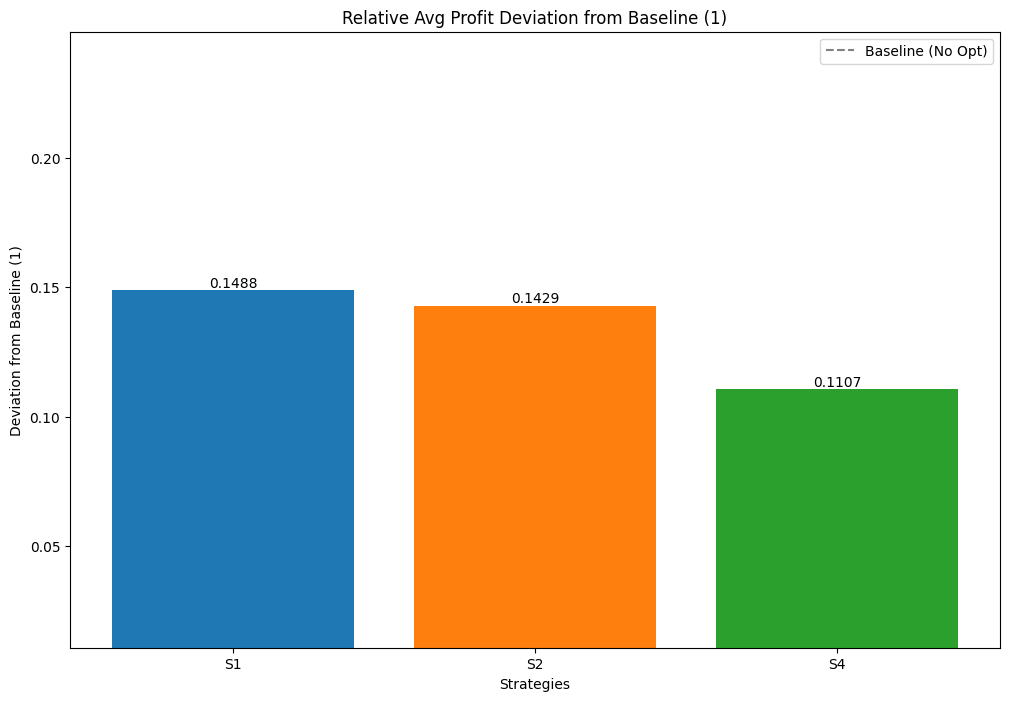 Relative Avg Profit Deviation from Baseline (1)
Baseline (No Opt)
Deviation from Baseline (1)
0.20
0.15
0.10
0.05
0.1488
0.1429
0.1107
S1
S2
S4
Strategies